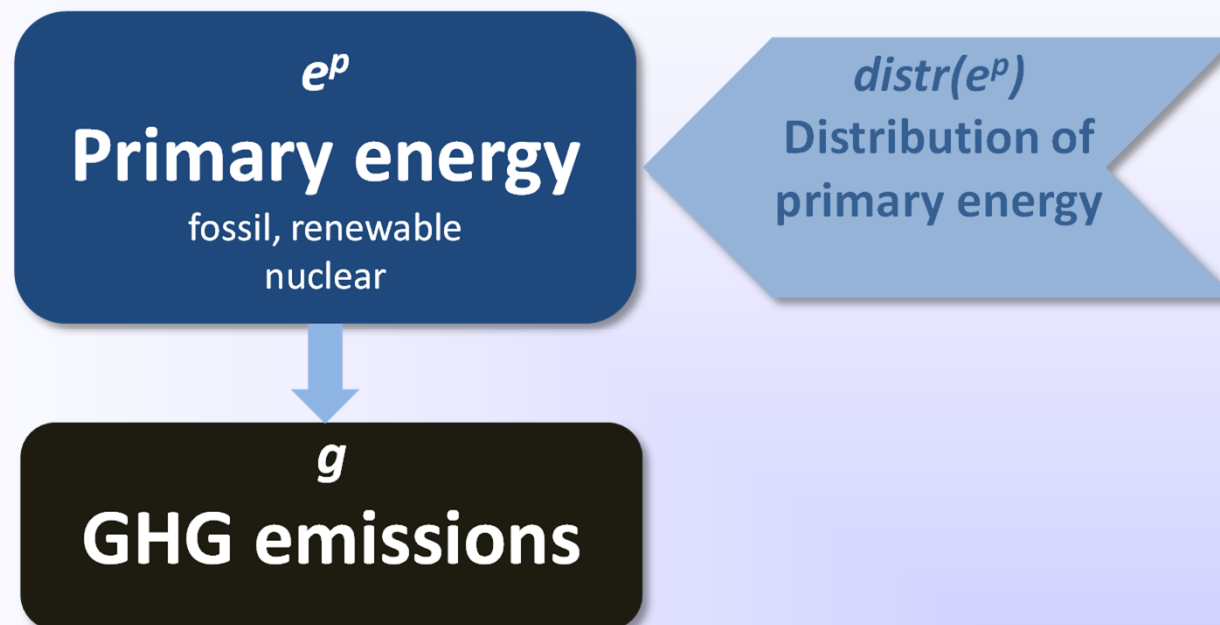 eᵖ
Primary energy
fossil, renewable
nuclear
distr(eᵖ)
Distribution of
primary energy
g
GHG emissions